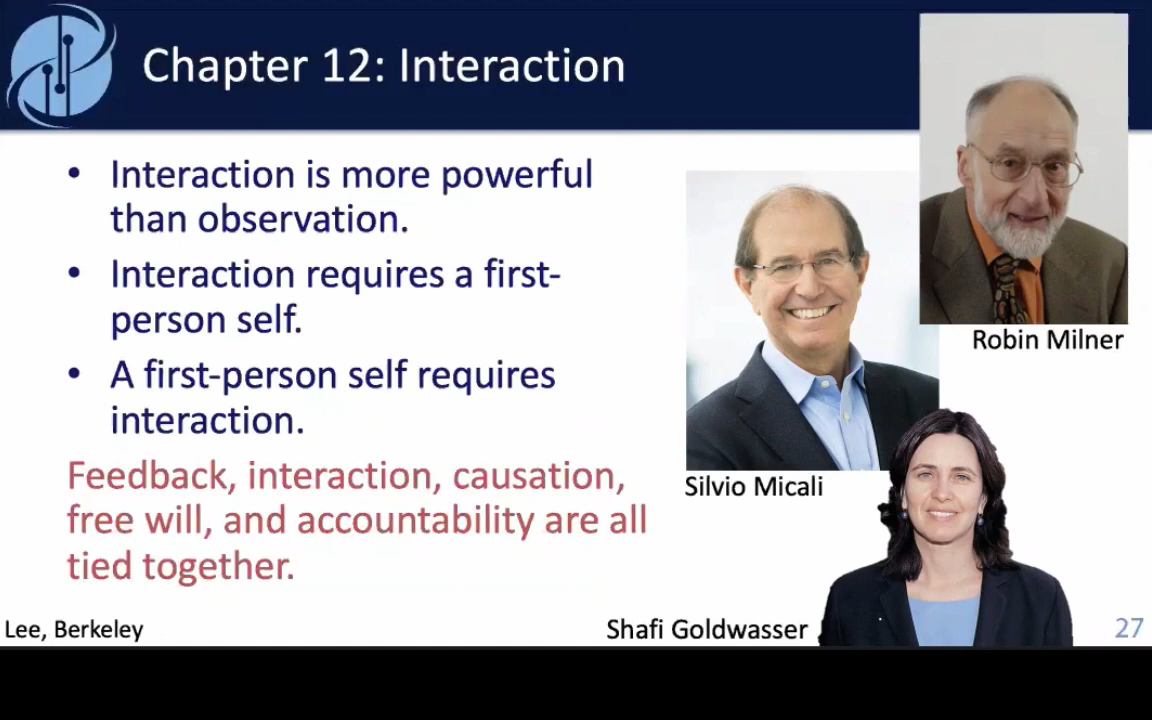 Chapter 12: Interaction
• Interaction is more powerful
than observation.
• Interaction requires a first-
person self.
• A first-person self requires
interaction.
Feedback, interaction, causation,
free will, and accountability are all
tied together.
Robin Milner
Silvio Micali
Shafi Goldwasser
Lee, Berkeley
27